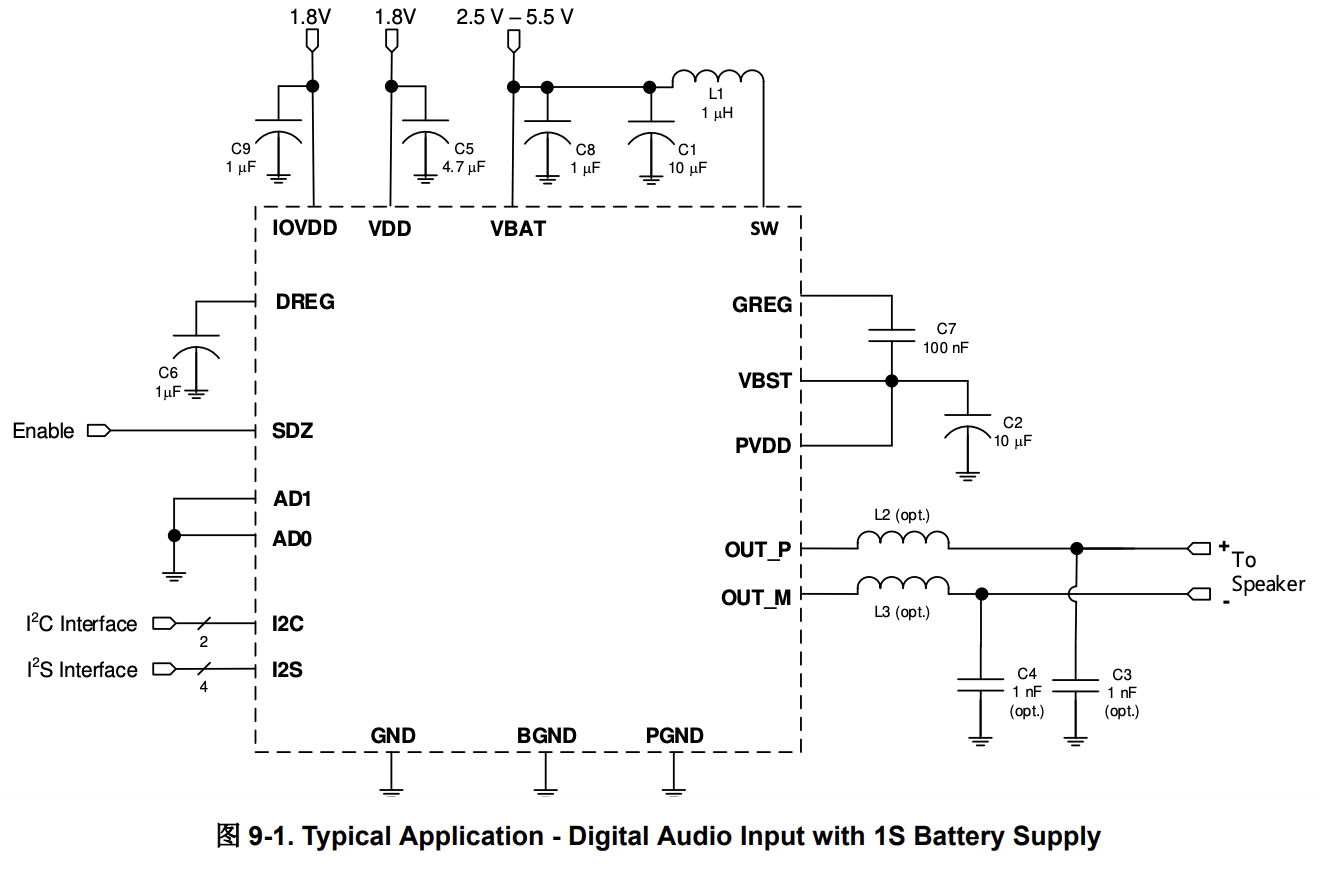 1.8V
1.8V
2.5 V – 5.5 V
L1
1 μH
C9
1 μF
C5
4.7 μF
C8
1 μF
C1
10 μF
IOVDD
VDD
VBAT
SW
DREG
GREG
C7
100 nF
C6
1μF
VBST
C2
10 μF
Enable
SDZ
PVDD
AD1
AD0
L2 (opt.)
OUT_P
+
To
Speaker
-
OUT_M
L3 (opt.)
I²C Interface
2
I2C
I²S Interface
4
I2S
C4
1 nF
(opt.)
C3
1 nF
(opt.)
GND
BGND
PGND
图 9-1. Typical Application - Digital Audio Input with 1S Battery Supply